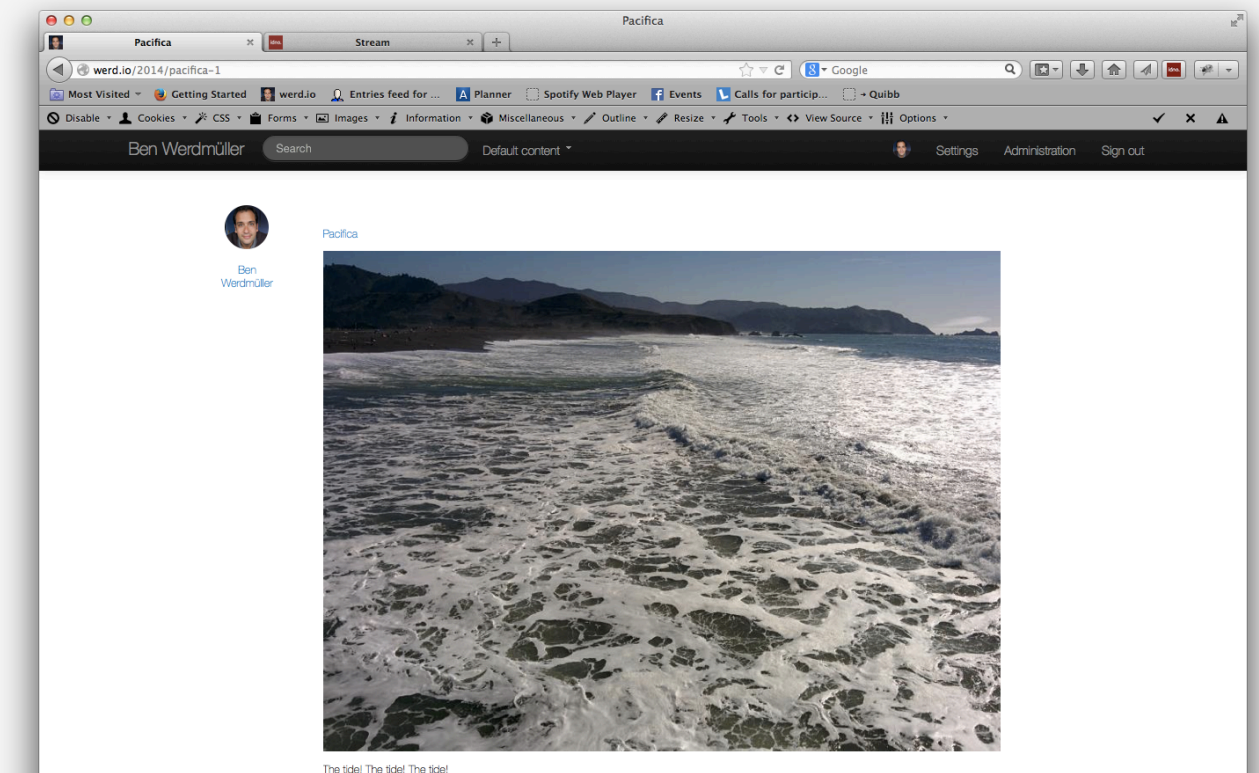 Pacifica
Pacifica Stream
werd.io/2014/pacifica-1 Google
Most Visited Getting Started werd.io Entries feed for ... Planner Spotify Web Player Events Calls for particip... → Quibb
Disable Cookies CSS Forms Images Information Miscellaneous Outline Resize Tools View Source Options
Ben Werdmüller Search Default content Settings Administration Sign out
Pacifica
Ben
Werdmüller
The tide! The tide! The tide!